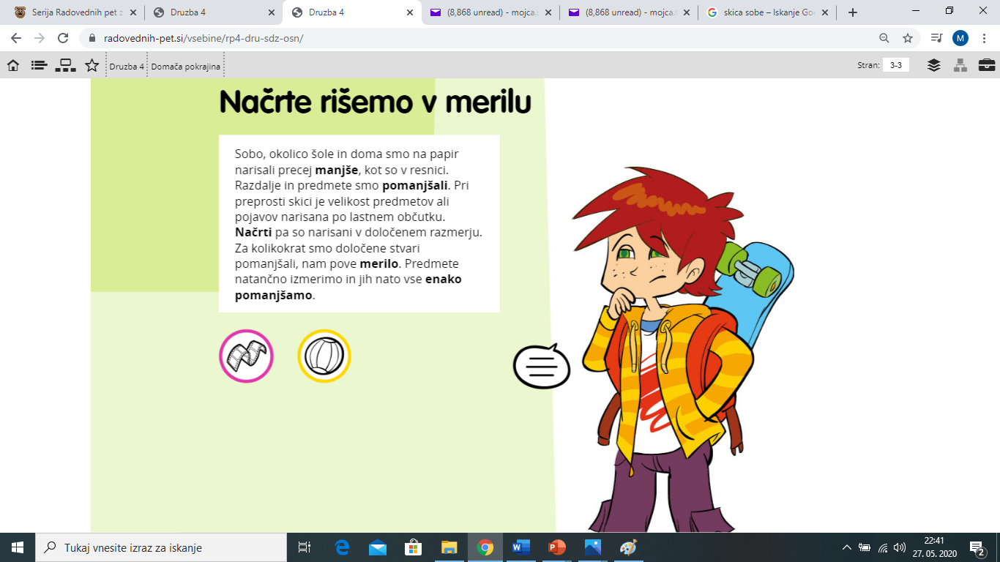 Serija Radovednih pet z
Druzba 4
Druzba 4
(8,868 unread) - mojca.
(8,868 unread) - mojca.
skica sobe – Iskanje Goo
radovednih-pet.si/vsebine/rp4-dru-sdz-osn/
M
Druzba 4
Domača pokrajina
Stran:
3-3
Načrte rišemo v merilu
Sobo, okolico šole in doma smo na papir
narisali precej manjše, kot so v resnici.
Razdalje in predmete smo pomanjšali. Pri
preprosti skici je velikost predmetov ali
pojavov narisana po lastnem občutku.
Načrti pa so narisani v določenem razmerju.
Za kolikokrat smo določene stvari
pomanjšali, nam pove merilo. Predmete
natančno izmerimo in jih nato vse enako
pomanjšamo.
Tukaj vnesite izraz za iskanje
22:41
27. 05. 2020
2